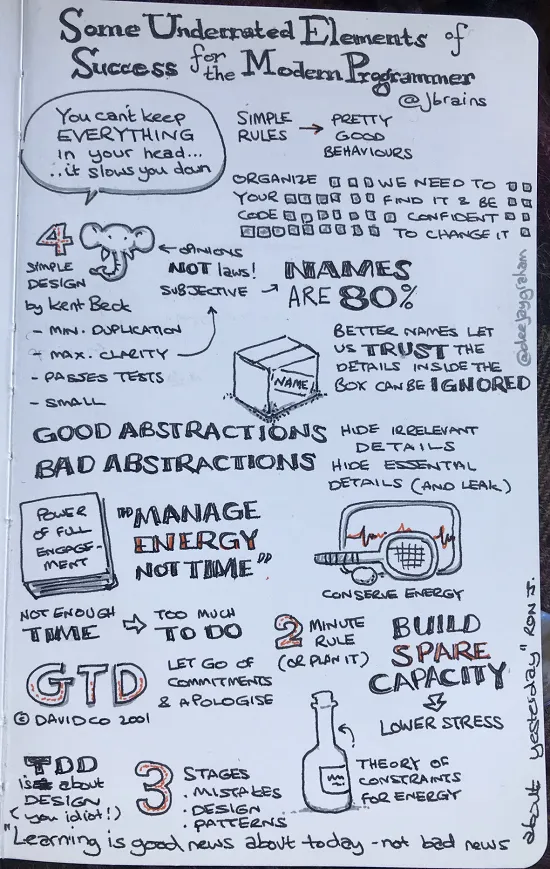 Some Underrated Elements of
Success for the Modern Programmer
@jbrains
You can't keep
EVERYTHING
in your head...
..it slows you down
SIMPLE
RULES → PRETTY
GOOD
BEHAVIOURS
ORGANIZE WE NEED TO
YOUR FIND IT & BE
CODE CONFIDENT
TO CHANGE IT
@deejaygraham
4
SIMPLE
DESIGN
by Kent Beck
- MIN. DUPLICATION
- MAX. CLARITY
- PASSES TESTS
- SMALL
← OPINIONS
NOT laws!
SUBJECTIVE →
NAMES
ARE 80%
NAME
BETTER NAMES LET
US TRUST THE
DETAILS INSIDE THE
BOX CAN BE IGNORED
GOOD ABSTRACTIONS HIDE IRRELEVANT
DETAILS
BAD ABSTRACTIONS HIDE ESSENTIAL
DETAILS (AND LEAK)
POWER
OF FULL
ENGAGE-
MENT
"MANAGE
ENERGY
NOT TIME"
CONSERVE ENERGY
NOT ENOUGH
TIME ⇨ TOO MUCH
TO DO
2 MINUTE
RULE
(OR PLAN IT)
BUILD
SPARE
CAPACITY
LOWER STRESS
GTD
© DAVIDCO 2001
LET GO OF
COMMITMENTS
& APOLOGISE
THEORY OF
CONSTRAINTS
FOR ENERGY
TDD
is about
DESIGN
(you idiot!)
3 STAGES
. MISTAKES
. DESIGN
. PATTERNS
"Learning is good news about today - not bad news
about yesterday" RON J.